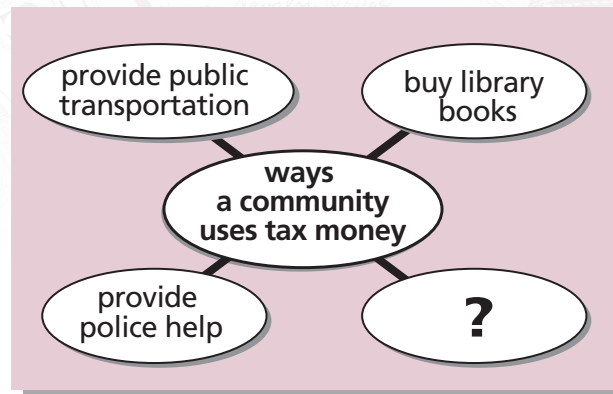 provide public
transportation
buy library
books
ways
a community
uses tax money
provide
police help
?